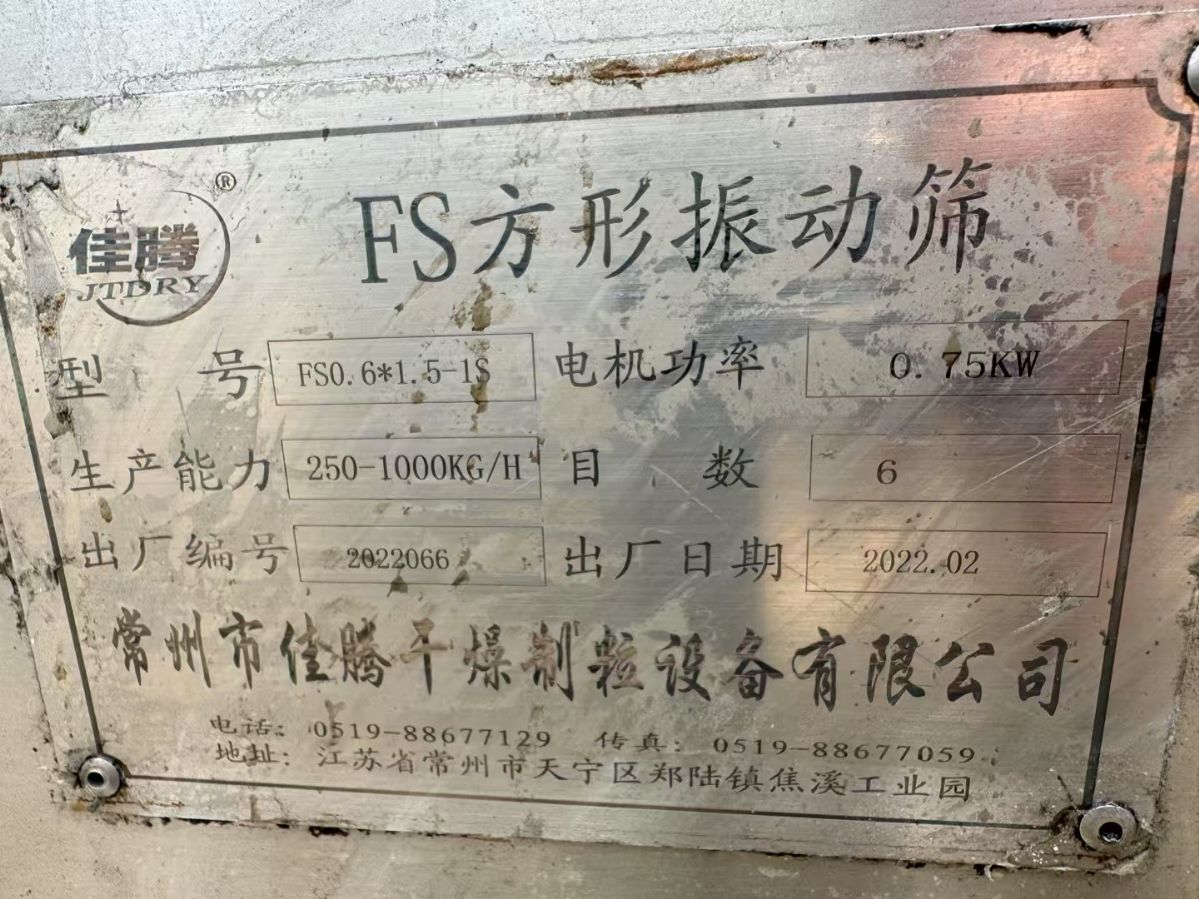 佳腾®
JTDRY
FS方形振动筛
型 号 FS0.6*1.5-1S 电机功率 0.75KW
生产能力 250-1000KG/H 目 数 6
出厂编号 2022066 出厂日期 2022.02
常州市佳腾干燥制粒设备有限公司
电话: 0519-88677129 传真: 0519-88677059
地址: 江苏省常州市天宁区郑陆镇焦溪工业园